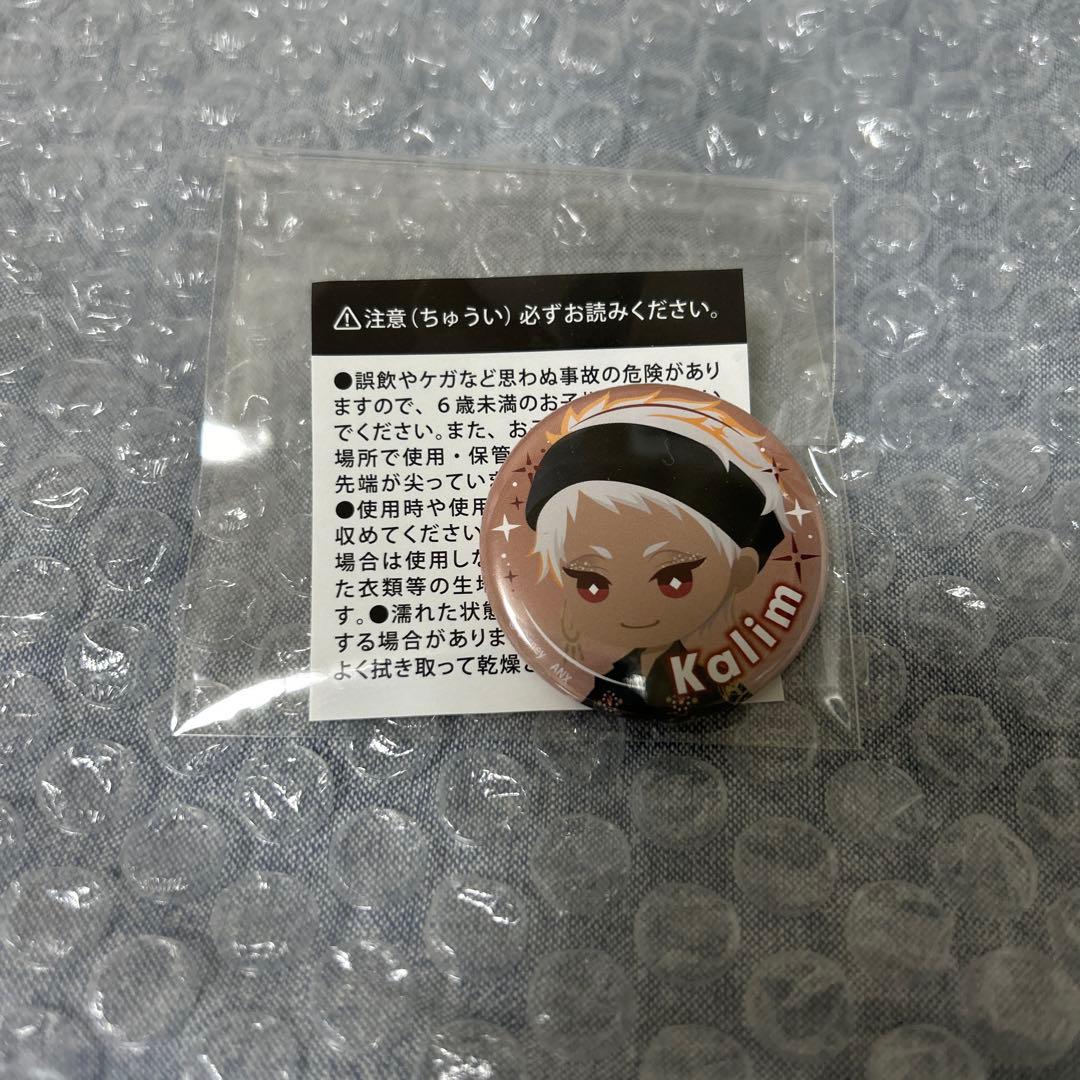 ⚠注意(ちゅうい)必ずお読みください。
●誤飲やケガなど思わぬ事故の危険があり
ますので、6歳未満のお子
でください。また、お子
場所で使用・保管
先端が尖っていま
●使用時や使用
収めてください
場合は使用しな
た衣類等の生地
す。●濡れた状態
する場合がありま
よく拭き取って乾燥
Kalim
ANX